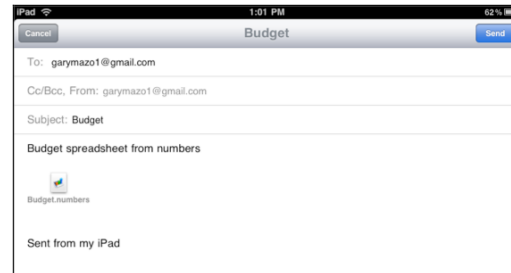 iPad 1:01 PM 62%
Cancel Budget Send
To: garymazo1@gmail.com
Cc/Bcc, From: garymazo1@gmail.com
Subject: Budget
Budget spreadsheet from numbers
Budget.numbers
Sent from my iPad